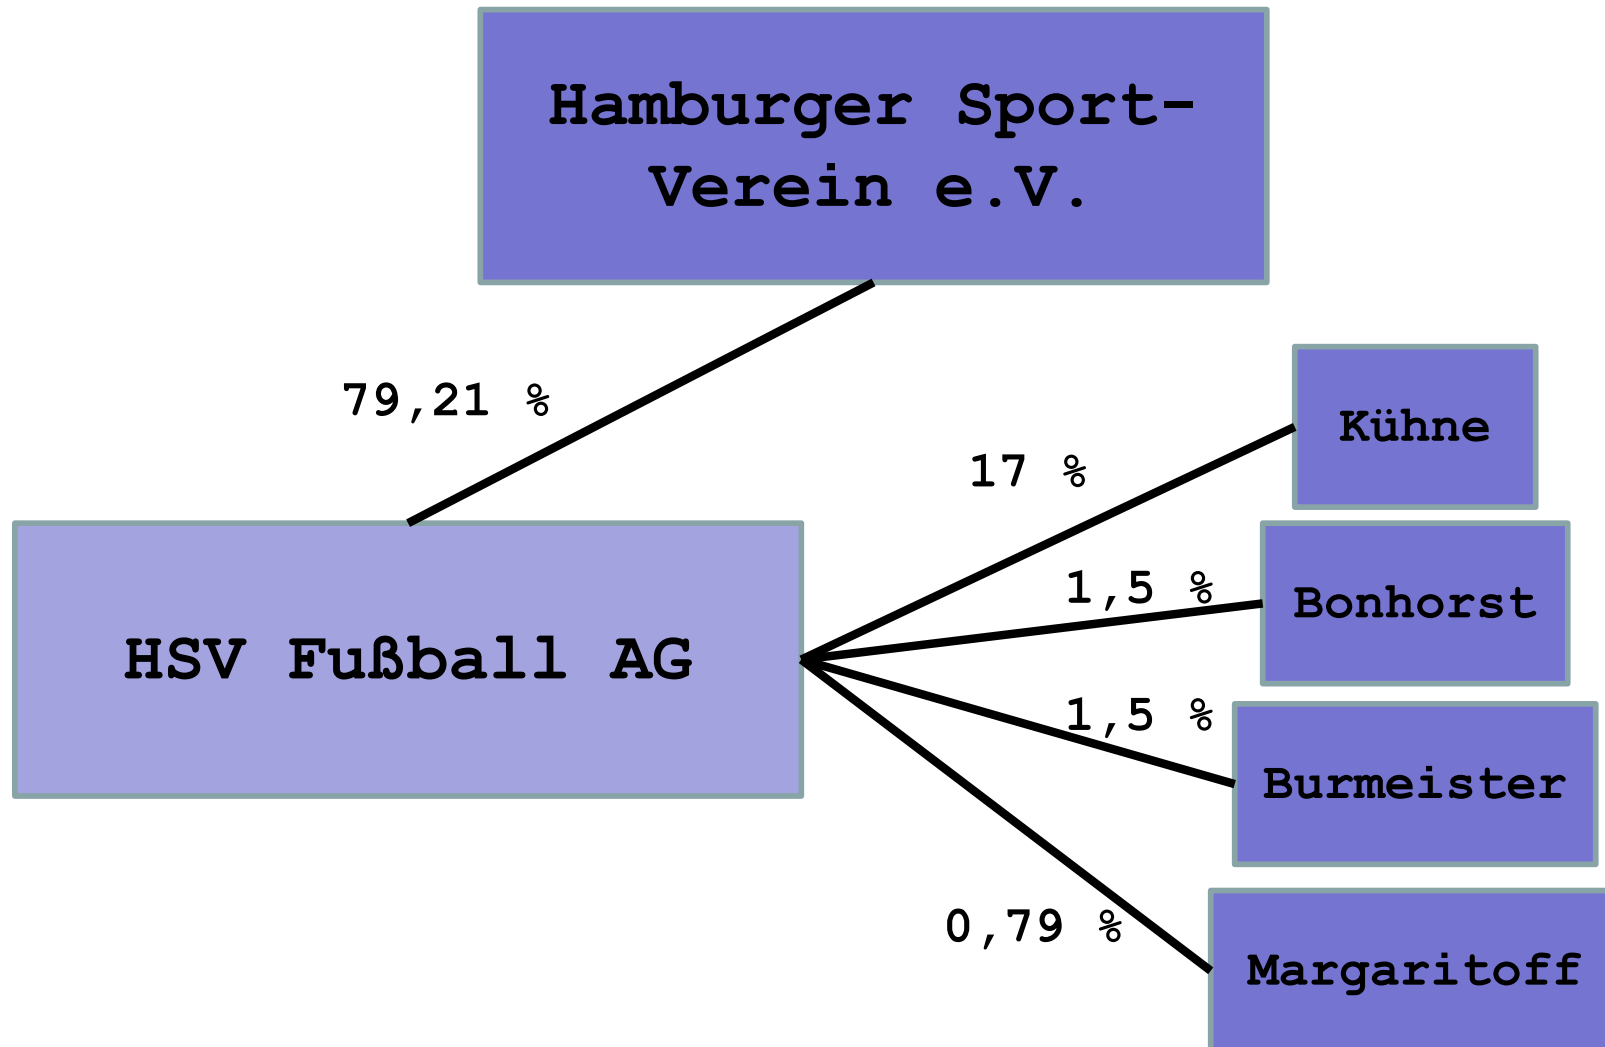 Hamburger Sport-
Verein e.V.
79,21 %
Kühne
17 %
1,5 %
Bonhorst
HSV Fußball AG
1,5 %
Burmeister
0,79 %
Margaritoff